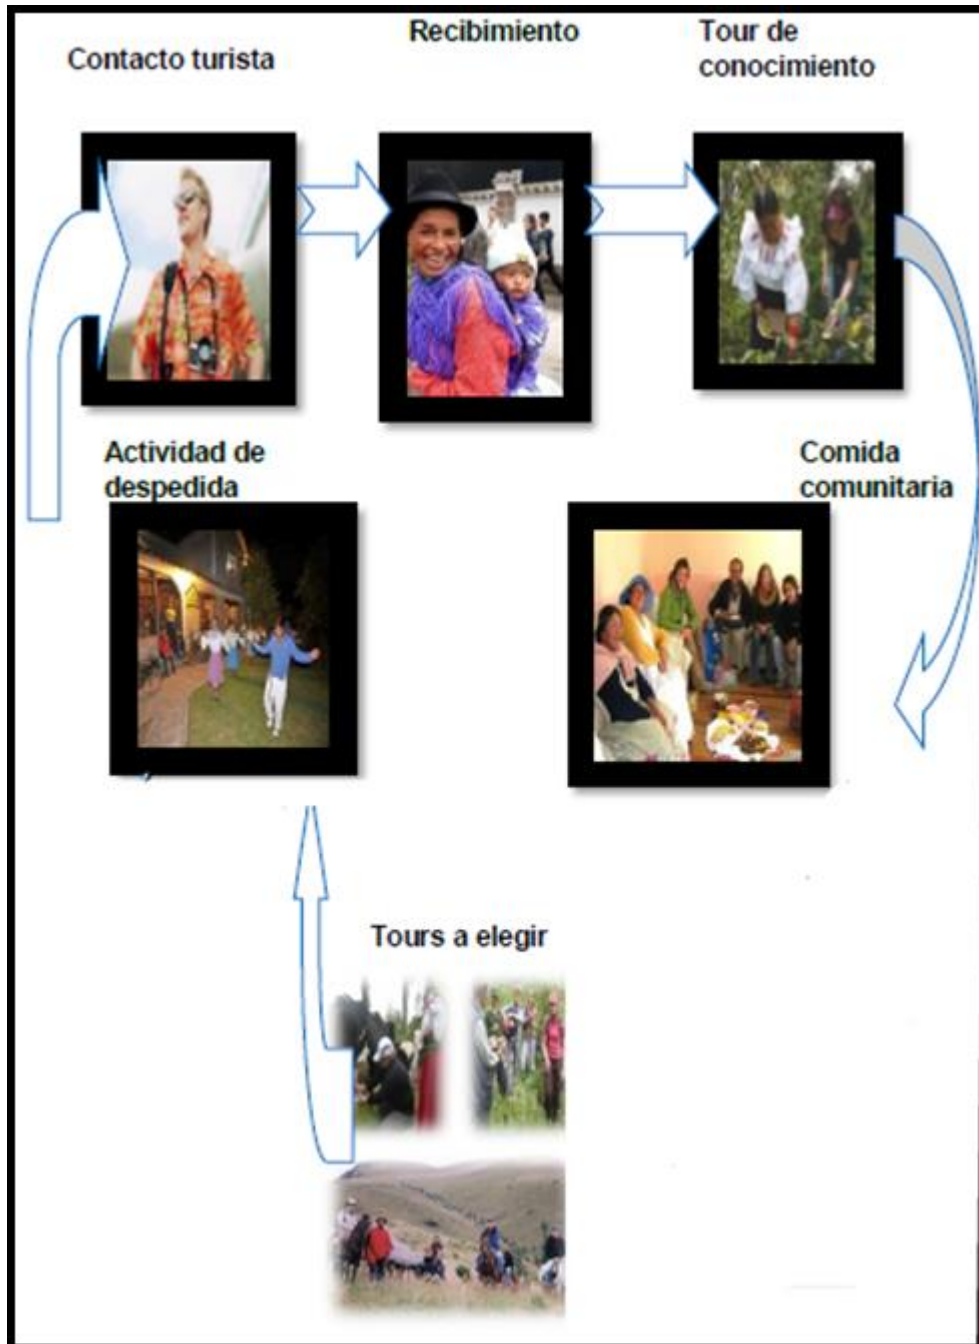 Contacto turista
Recibimiento
Tour de
conocimiento
Actividad de
despedida
Comida
comunitaria
Tours a elegir